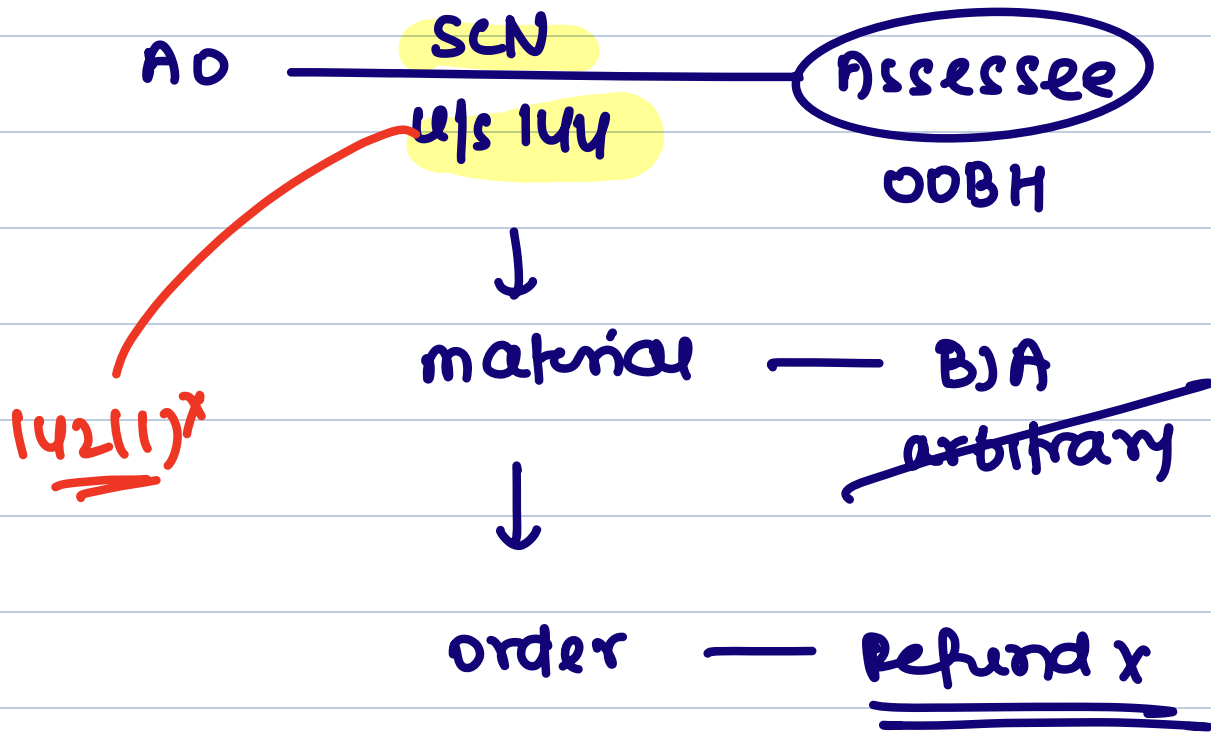 SCN
AO — Assessee
u/s 144
OOBH
↓
material — BJA
142(1)x
arbitrary
↓
order — Refund x